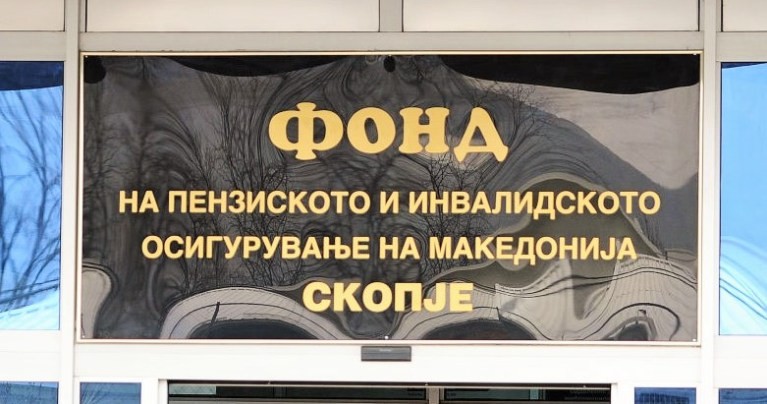 ФОНД
НА ПЕНЗИСКОТО И ИНВАЛИДСКОТО
ОСИГУРУВАЊЕ НА МАКЕДОНИЈА
СКОПЈЕ